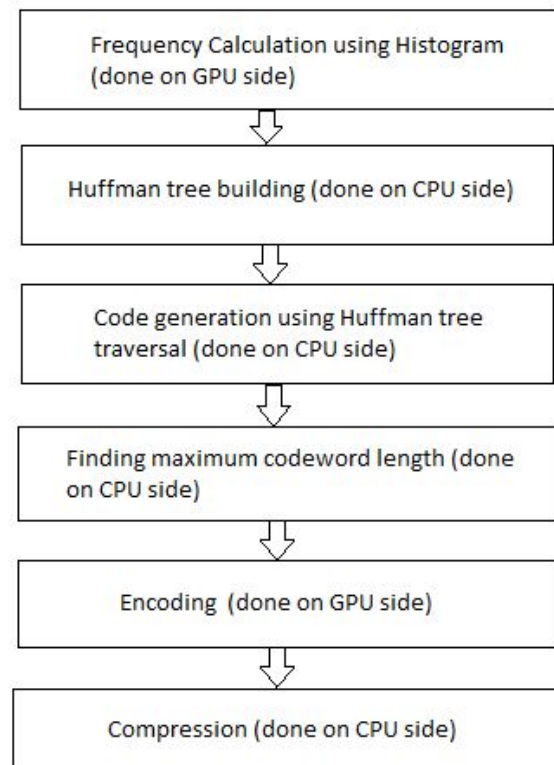 Frequency Calculation using Histogram
(done on GPU side)
Huffman tree building (done on CPU side)
Code generation using Huffman tree
traversal (done on CPU side)
Finding maximum codeword length (done
on CPU side)
Encoding (done on GPU side)
Compression (done on CPU side)